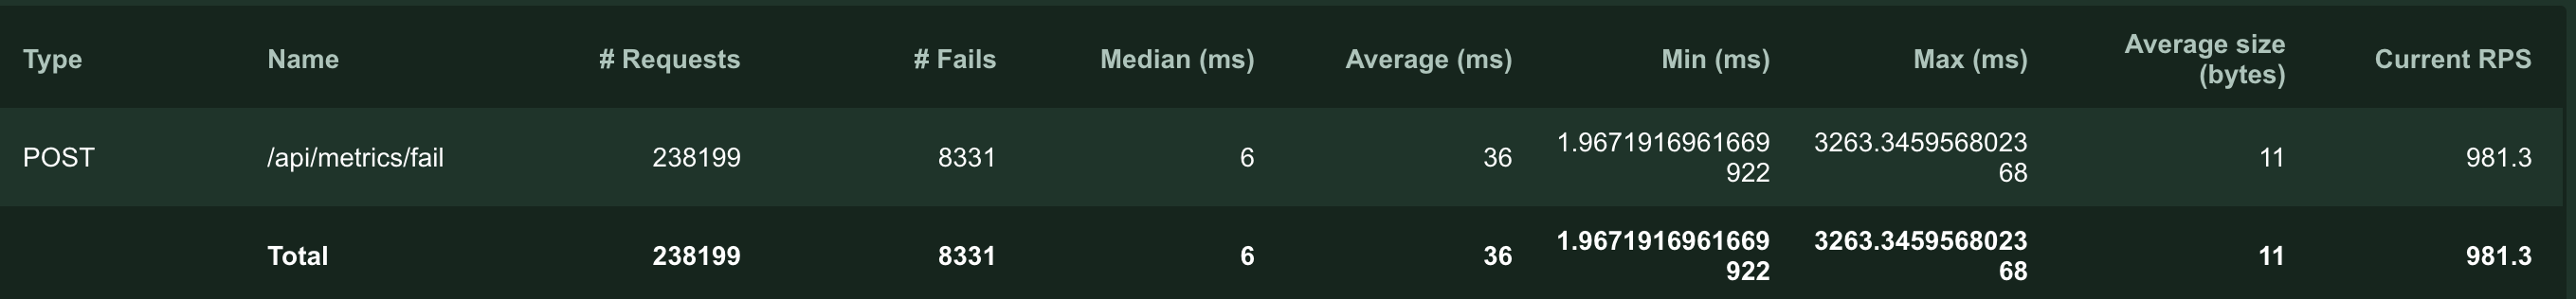 Type Name # Requests # Fails Median (ms) Average (ms) Min (ms) Max (ms) Average size (bytes) Current RPS
POST /api/metrics/fail 238199 8331 6 36 1.9671916961669922 3263.345956802368 11 981.3
Total 238199 8331 6 36 1.9671916961669922 3263.345956802368 11 981.3